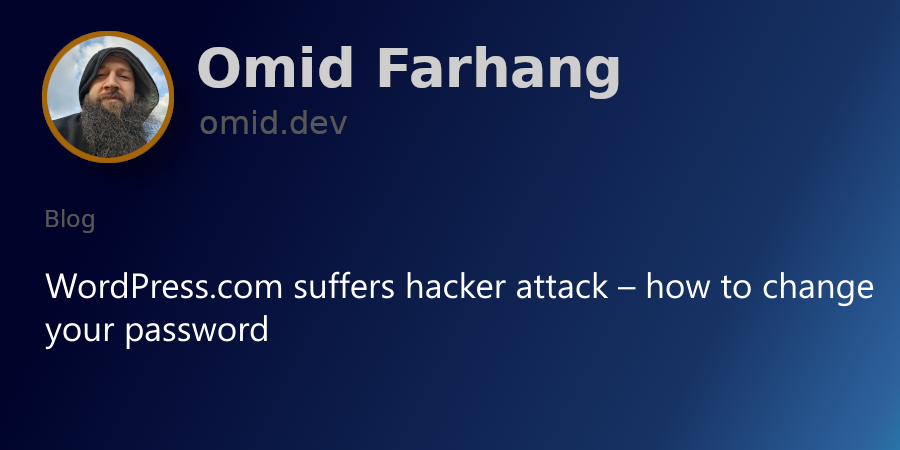 Omid Farhang
omid.dev
Blog
WordPress.com suffers hacker attack – how to change
your password